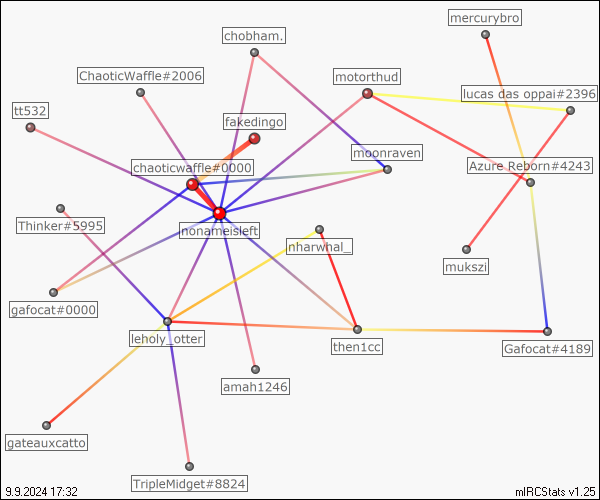 mercurybro
chobham.
ChaoticWaffle#2006
motorthud
lucas das oppai#2396
tt532
fakedingo
moonraven
chaoticwaffle#0000
Azure Reborn#4243
Thinker#5995
nonameisleft
nharwnal_
mukszi
gafocat#0000
leholy_otter
then1cc
Gafocat#4189
amah1246
gateauxcatto
TripleMidget#8824
9.9.2024 17:32
mIRCStats v1.25